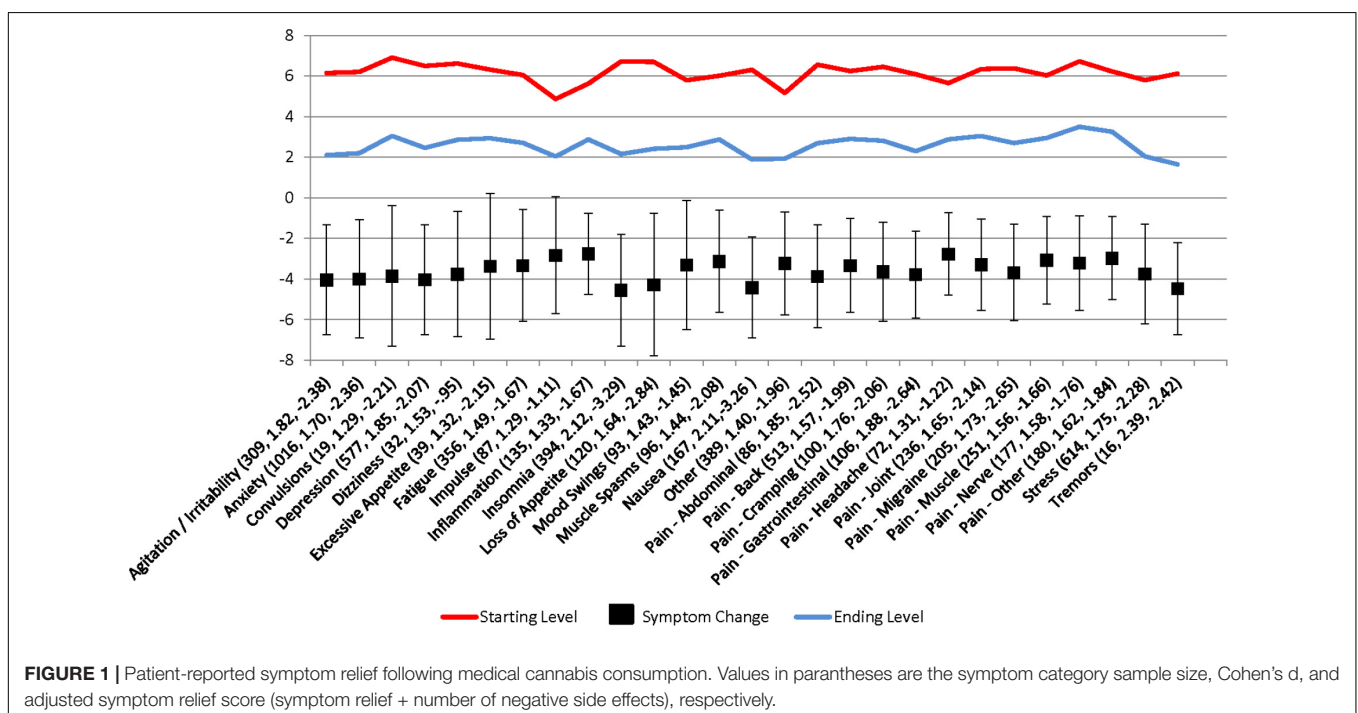 8
6
4
2
0
-2
-4
-6
-8
Agitation / Irritability (309, 1.82, -2.38)
Anxiety (1016, 1.70, -2.36)
Convulsions (19, 1.29, -2.21)
Depression (577, 1.85, -2.07)
Dizziness (32, 1.53, -.95)
Excessive Appetite (39, 1.32, -2.15)
Fatigue (356, 1.49, -1.67)
Impulse (87, 1.29, -1.11)
Inflammation (135, 1.33, -1.67)
Insomnia (394, 2.12, -3.29)
Loss of Appetite (120, 1.64, -2.84)
Mood Swings (93, 1.43, -1.45)
Muscle Spasms (96, 1.44, -2.08)
Nausea (167, 2.11,-3.26 )
Other (389, 1.40, -1.96)
Pain - Abdominal (86, 1.85, -2.52)
Pain - Back (513, 1.57, -1.99)
Pain - Cramping (100, 1.76, -2.06)
Pain - Gastrointestinal (106, 1.88, -2.64)
Pain - Headache (72, 1.31, -1.22)
Pain - Joint (236, 1.65, -2.14)
Pain - Migraine (205, 1.73, -2.65)
Pain - Muscle (251, 1.56, -1.66)
Pain - Nerve (177, 1.58, -1.76)
Pain - Other (180, 1.62, -1.84)
Stress (614, 1.75, -2.28)
Tremors (16, 2.39, -2.42)
Starting Level
Symptom Change
Ending Level
FIGURE 1 | Patient-reported symptom relief following medical cannabis consumption. Values in parantheses are the symptom category sample size, Cohen's d, and
adjusted symptom relief score (symptom relief + number of negative side effects), respectively.